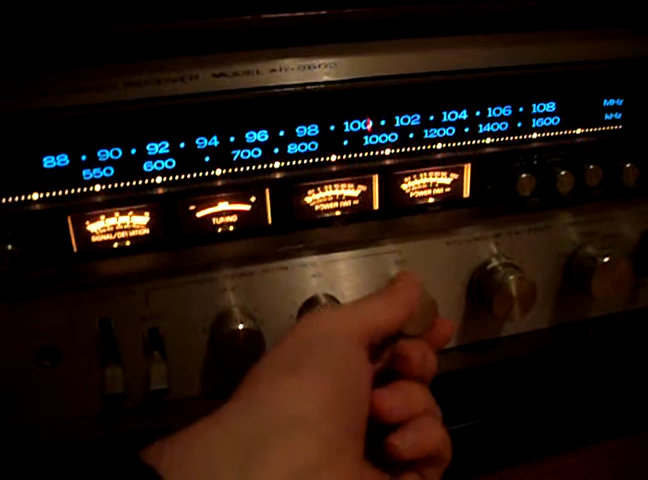 RECEIVER MODEL
88 · 90 · 92 · 94 · 96 · 98 · 100 · 102 · 104 · 106 · 108 MHz
550 600 · 700 · 800 · 1000 · 1200 · 1400 · 1600 kHz
SIGNAL/DEVIATION TUNING POWER POWER